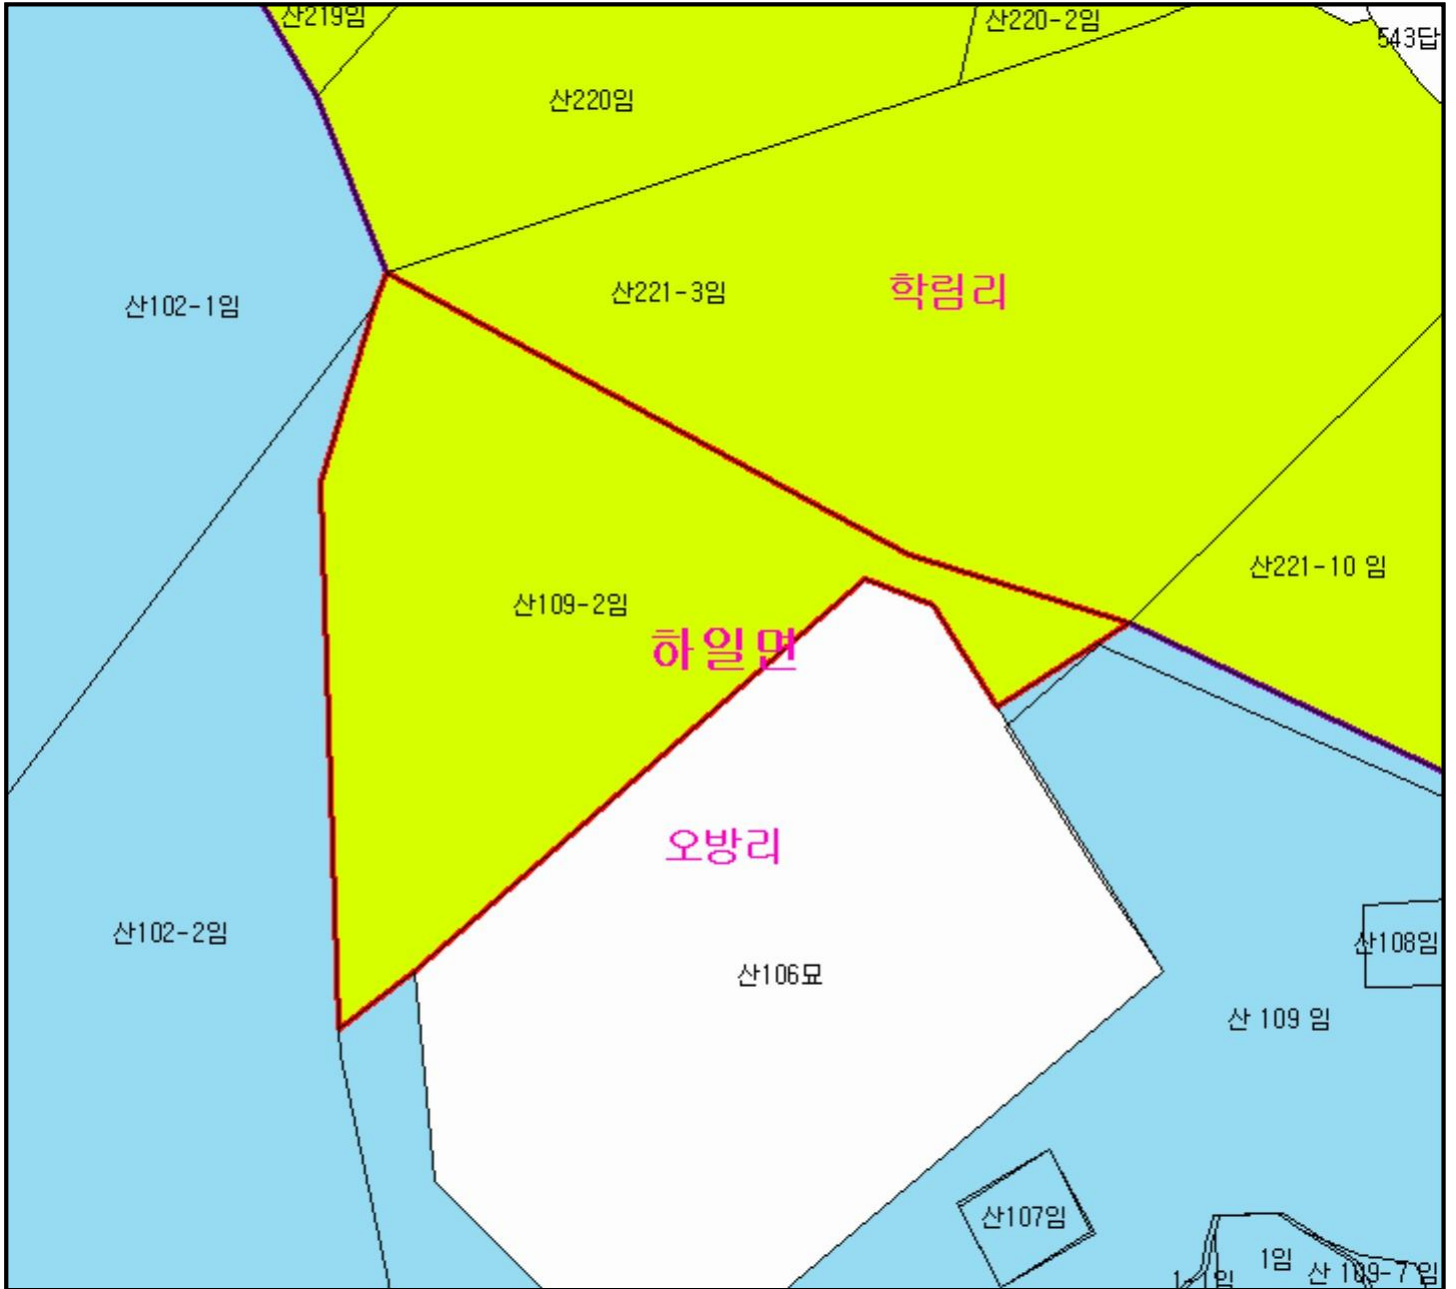 산219임
산220-2임
543답
산220임
산221-3임
학림리
산102-1임
산221-10 임
산109-2임
하일면
오방리
산102-2임
산106묘
산108임
산 109 임
산107임
1임
산 109-7 임